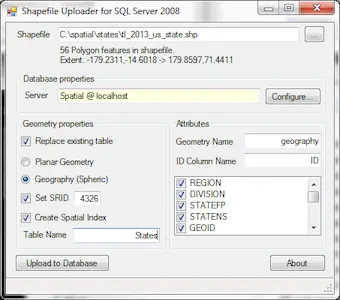 Shapefile Uploader for SQL Server 2008
Shapefile C:\spatial\states\tl_2013_us_state.shp ...
56 Polygon features in shapefile.
Extent: -179.2311,-14.6018 -> 179.8597,71.4411
Database properties
Server Spatial @ localhost Configure...
Geometry properties
Replace existing table
Planar Geometry
Geography (Spheric)
Set SRID 4326
Create Spatial Index
Table Name States
Attributes
Geometry Name geography
ID Column Name ID
REGION
DIVISION
STATEFP
STATENS
GEOID
Upload to Database About